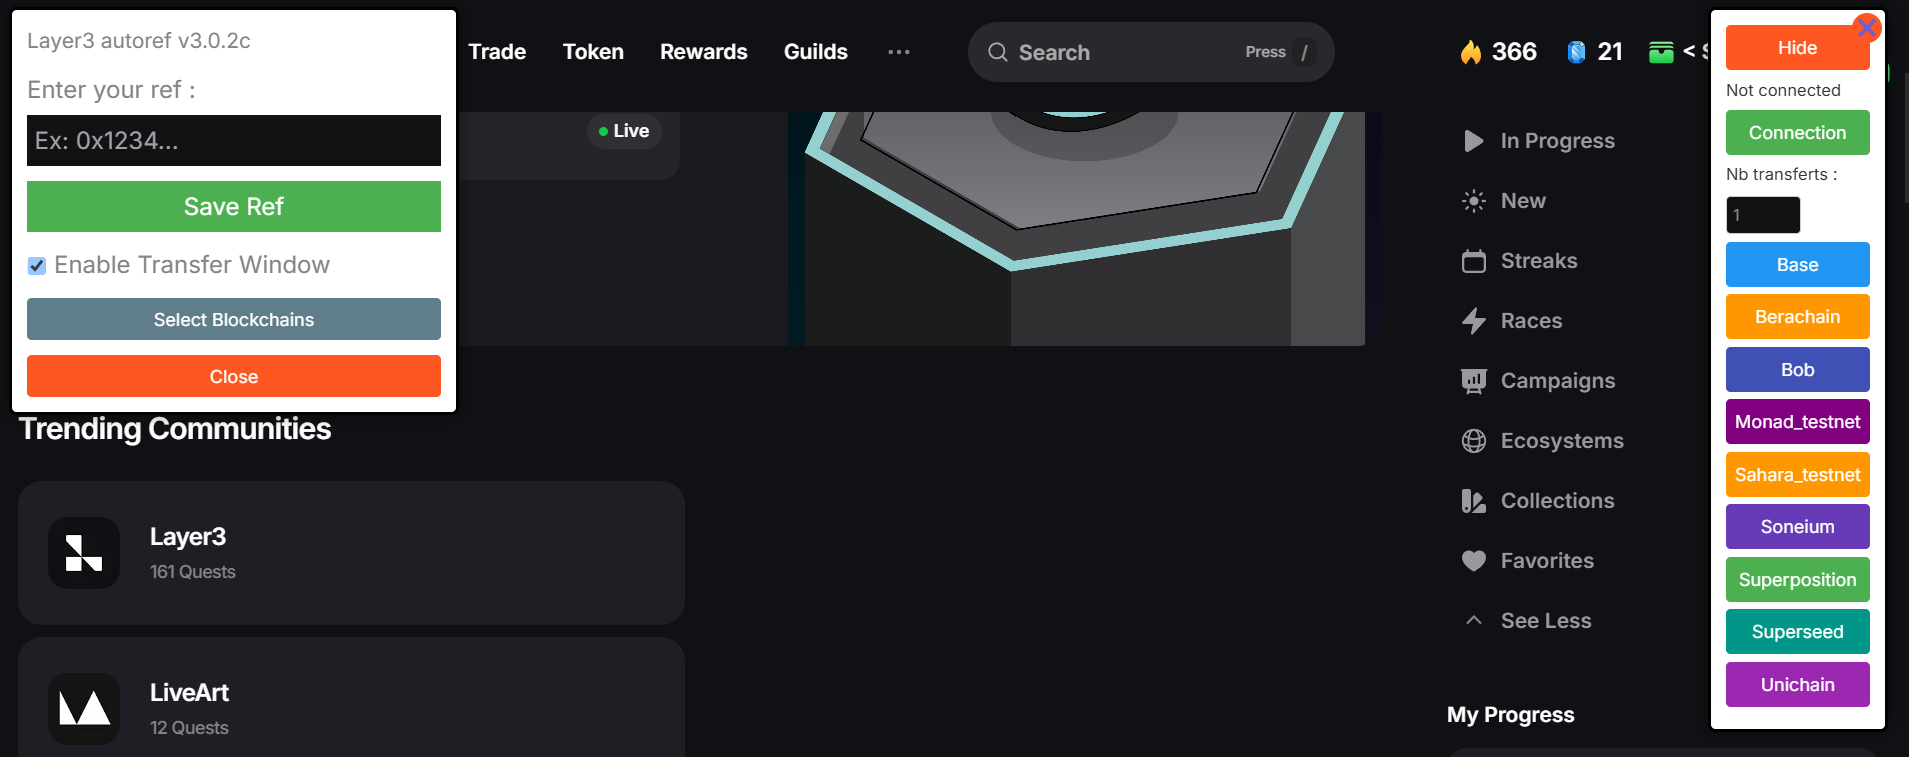 Layer3 autoref v3.0.2c
Enter your ref :
Ex: 0x1234...
Save Ref
Enable Transfer Window
Select Blockchains
Close
Trade
Token
Rewards
Guilds
Search
Press /
366
21
<
Live
Trending Communities
Layer3
161 Quests
LiveArt
12 Quests
In Progress
New
Streaks
Races
Campaigns
Ecosystems
Collections
Favorites
See Less
My Progress
Hide
Not connected
Connection
Nb transferts :
1
Base
Berachain
Bob
Monad_testnet
Sahara_testnet
Soneium
Superposition
Superseed
Unichain